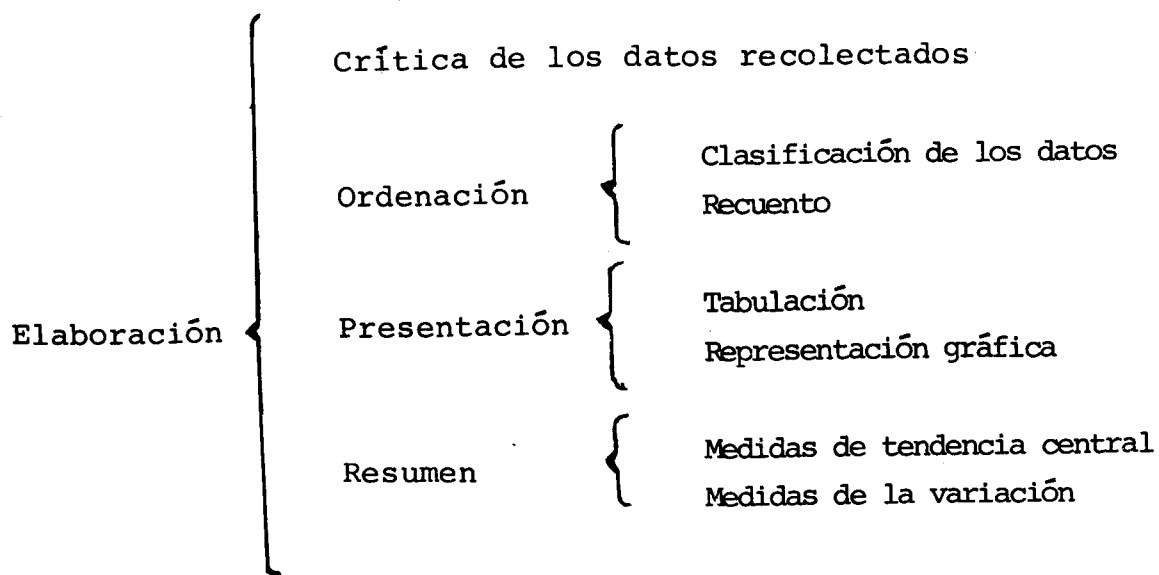 Crítica de los datos recolectados
Clasificación de los datos
Ordenación
Recuento
Tabulación
Elaboración
Presentación
Representación gráfica
Medidas de tendencia central
Resumen
Medidas de la variación